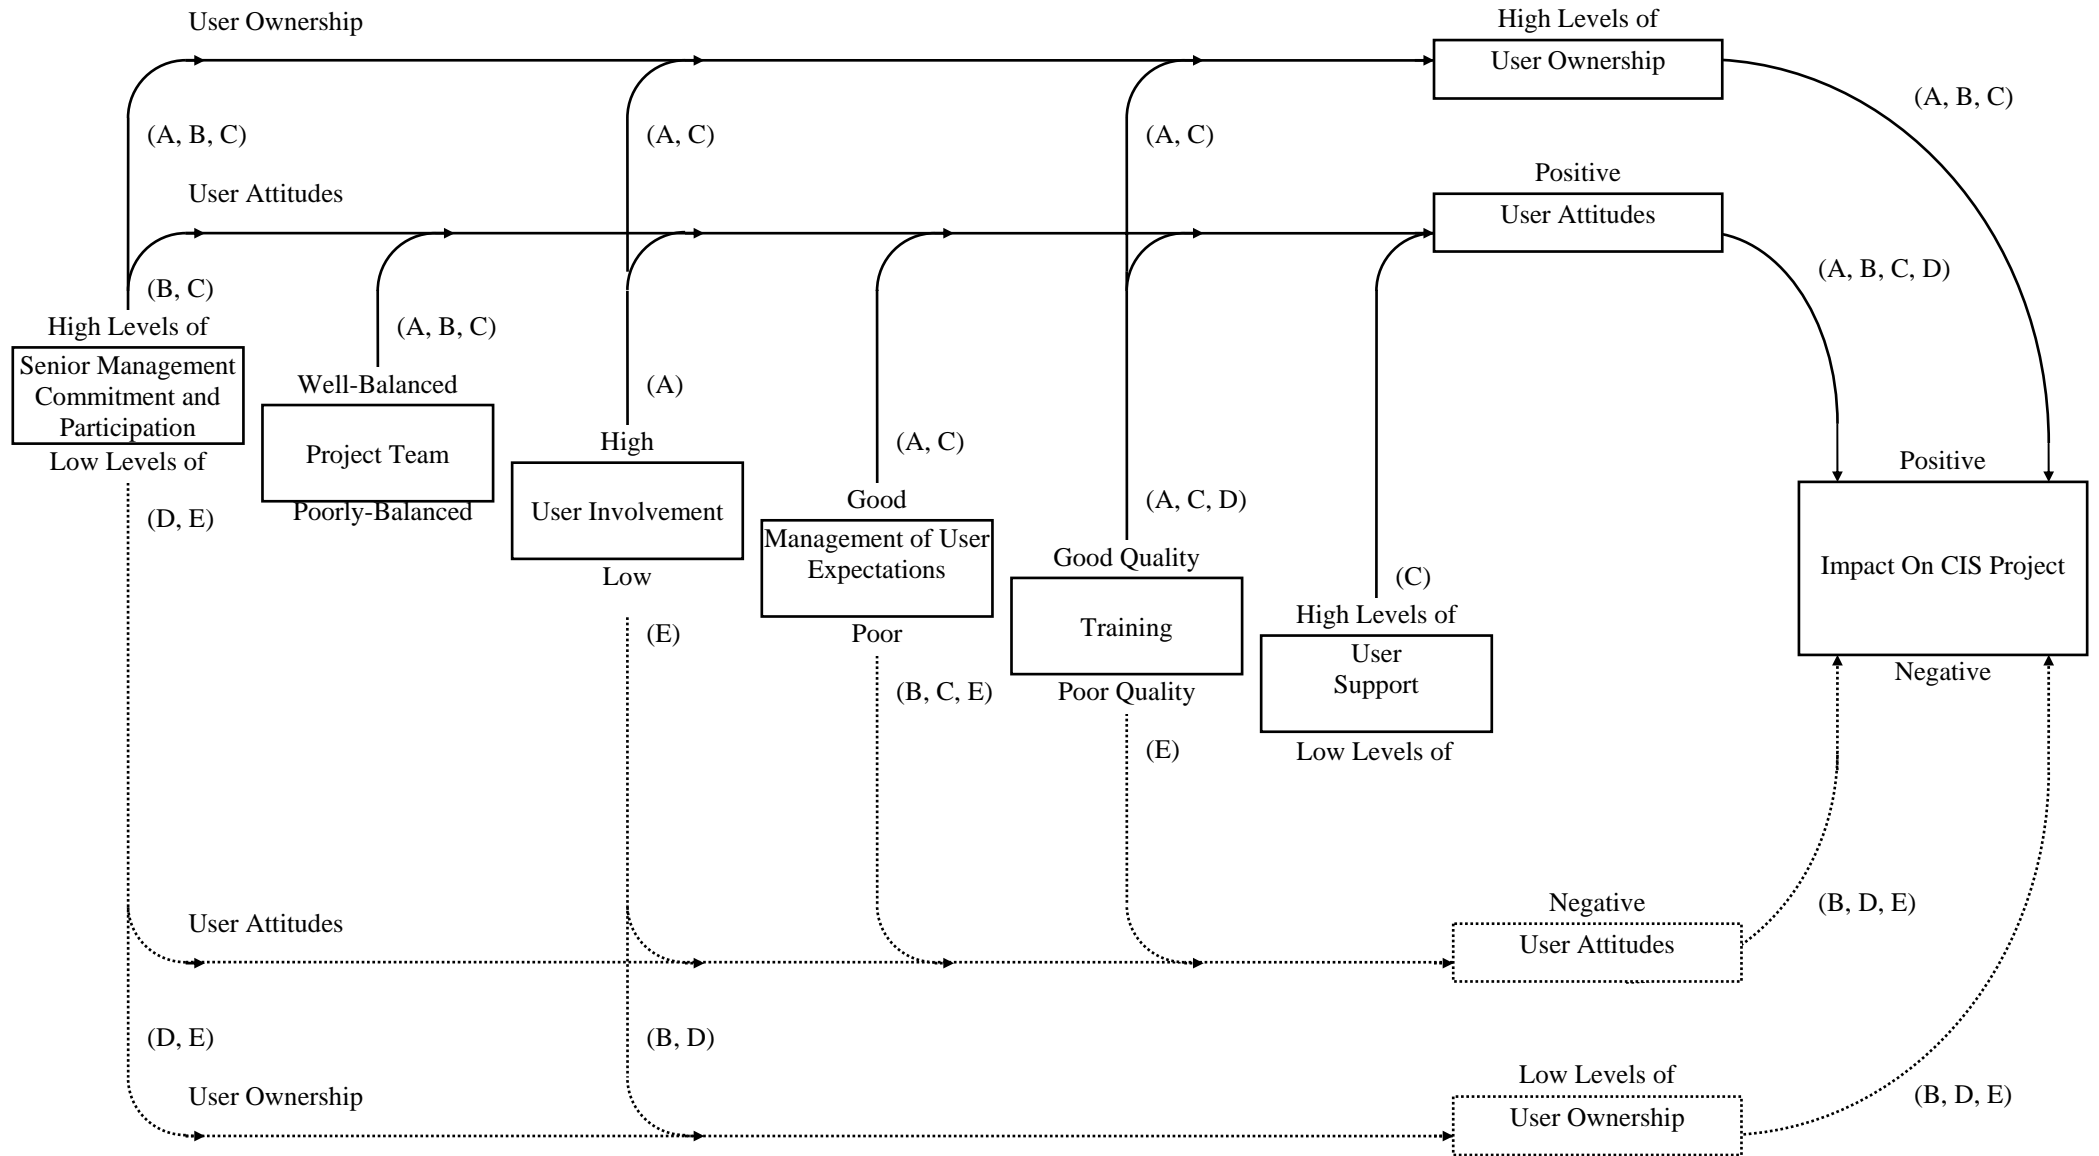 User Ownership
High Levels of
User Ownership
(A, B, C)
(A, B, C)
(A, C)
(A, C)
User Attitudes
Positive
User Attitudes
(A, B, C, D)
(B, C)
High Levels of
Senior Management
Commitment and
Participation
Low Levels of
(D, E)
(A, B, C)
Well-Balanced
Project Team
Poorly-Balanced
(A)
High
User Involvement
Low
(E)
(A, C)
Good
Management of User
Expectations
Poor
(B, C, E)
(A, C, D)
Good Quality
Training
Poor Quality
(E)
(C)
High Levels of
User
Support
Low Levels of
Positive
Impact On CIS Project
Negative
User Attitudes
Negative
User Attitudes
(B, D, E)
(D, E)
(B, D)
User Ownership
Low Levels of
User Ownership
(B, D, E)